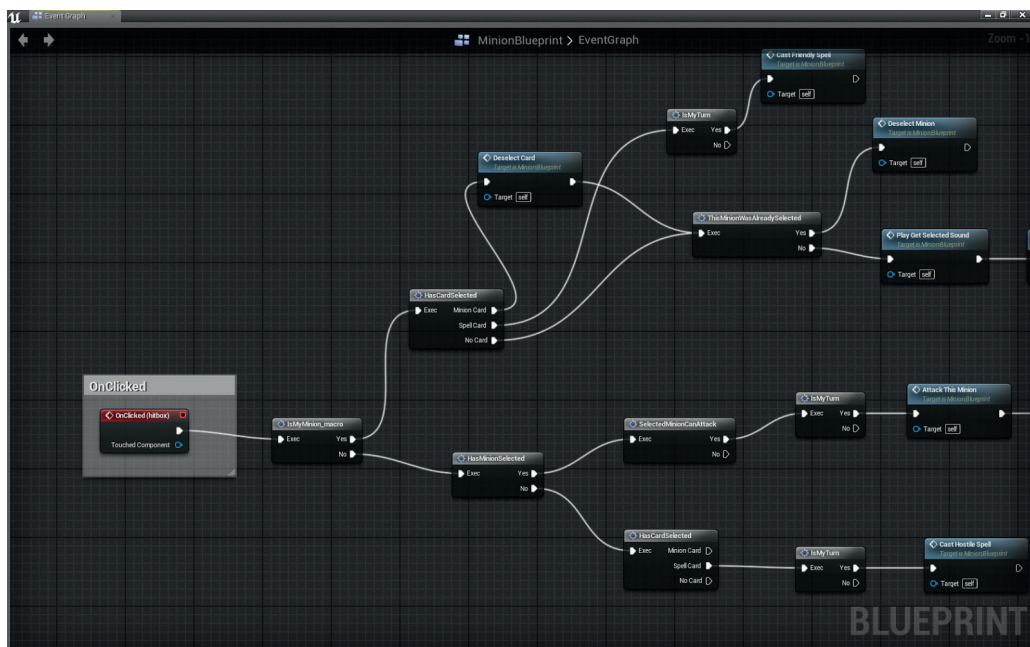 Event Graph
MinionBlueprint > EventGraph
Zoom -1
Cast Friendly Spell
Target is MinionBlueprint
Target self
IsMyTurn
Exec Yes
No
Deselect Minion
Target is MinionBlueprint
Target self
Deselect Card
Target is MinionBlueprint
Target self
ThisMinionWasAlreadySelected
Exec Yes
No
Play Get Selected Sound
Target is MinionBlueprint
Target self
HasCardSelected
Exec Minion Card
Spell Card
No Card
OnClicked
OnClicked (hitbox)
Touched Component
IsMyMinion_macro
Exec Yes
No
HasMinionSelected
Exec Yes
No
SelectedMinionCanAttack
Exec Yes
No
IsMyTurn
Exec Yes
No
Attack This Minion
Target is MinionBlueprint
Target self
HasCardSelected
Exec Minion Card
Spell Card
No Card
IsMyTurn
Exec Yes
No
Cast Hostile Spell
Target is MinionBlueprint
Target self
BLUEPRINT